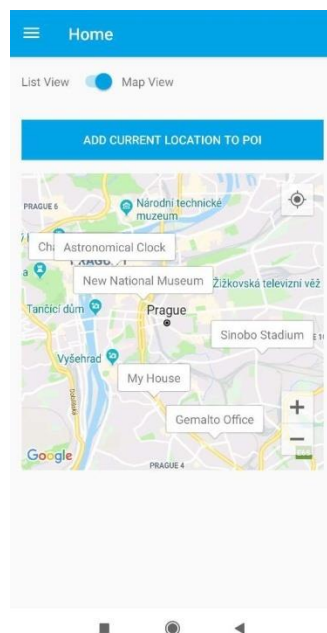 Home
List View Map View
ADD CURRENT LOCATION TO POI
PRAGUE 6
Národní technické
muzeum
Astronomical Clock
New National Museum
Žižkovská televizní věž
Tančící dům
Prague
Sinobo Stadium
Vyšehrad
My House
Gemalto Office
+
−
Google
PRAGUE 4